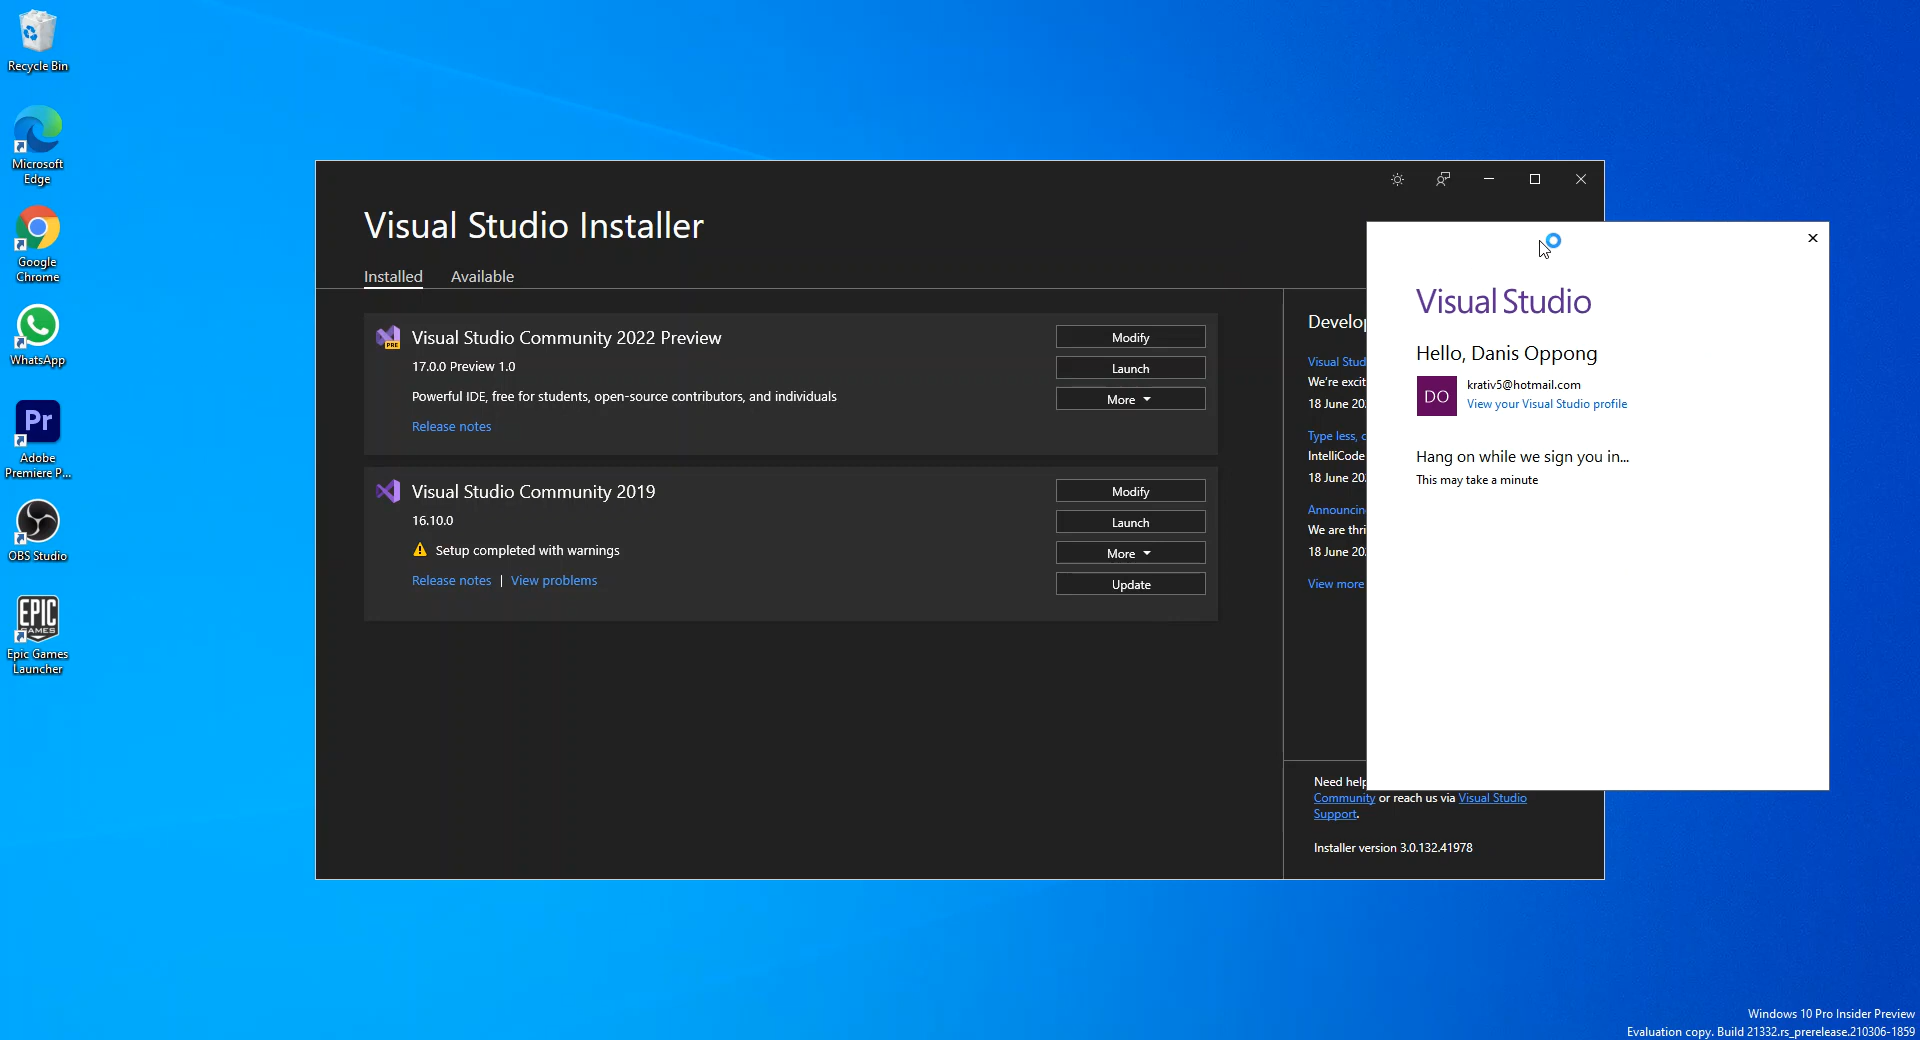 Recycle Bin
Microsoft
Edge
Google
Chrome
WhatsApp
Pr
Adobe
Premiere P...
OBS Studio
EPIC
GAMES
Epic Games
Launcher
Visual Studio Installer
Installed
Available
PRE
Visual Studio Community 2022 Preview
17.0.0 Preview 1.0
Powerful IDE, free for students, open-source contributors, and individuals
Release notes
Modify
Launch
More
Visual Studio Community 2019
16.10.0
Setup completed with warnings
Release notes | View problems
Modify
Launch
More
Update
Develop
Visual Stud
We're excit
18 June 20
Type less, c
IntelliCode
18 June 20
Announcin
We are thri
18 June 20
View more
Need help
Community or reach us via Visual Studio
Support.
Installer version 3.0.132.41978
Visual Studio
Hello, Danis Oppong
DO
krativ5@hotmail.com
View your Visual Studio profile
Hang on while we sign you in...
This may take a minute
Windows 10 Pro Insider Preview
Evaluation copy. Build 21332.rs_prerelease.210306-1859